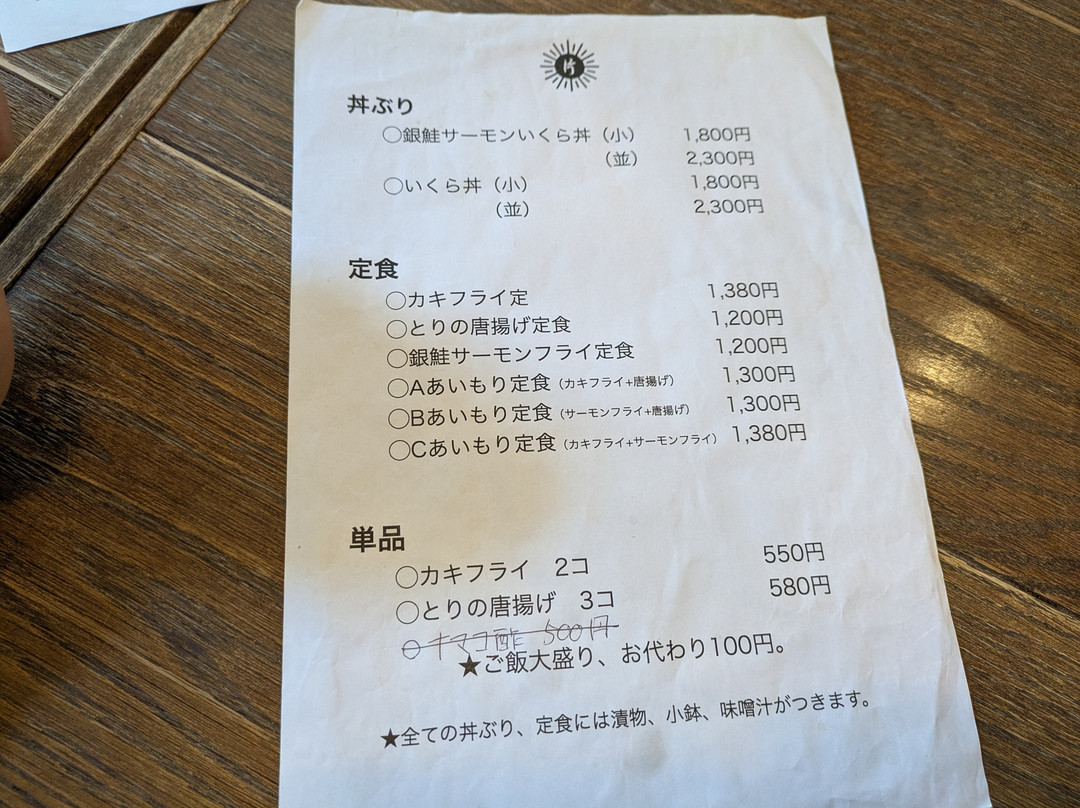 竹
丼ぶり
◯銀鮭サーモンいくら丼（小） 1,800円
（並） 2,300円
◯いくら丼（小） 1,800円
（並） 2,300円
定食
◯カキフライ定 1,380円
◯とりの唐揚げ定食 1,200円
◯銀鮭サーモンフライ定食 1,200円
◯Aあいもり定食（カキフライ+唐揚げ） 1,300円
◯Bあいもり定食（サーモンフライ+唐揚げ） 1,300円
◯Cあいもり定食（カキフライ+サーモンフライ） 1,380円
単品
◯カキフライ　2コ 550円
◯とりの唐揚げ　3コ 580円
○ナマコ酢 500円
★ご飯大盛り、お代わり100円。
★全ての丼ぶり、定食には漬物、小鉢、味噌汁がつきます。